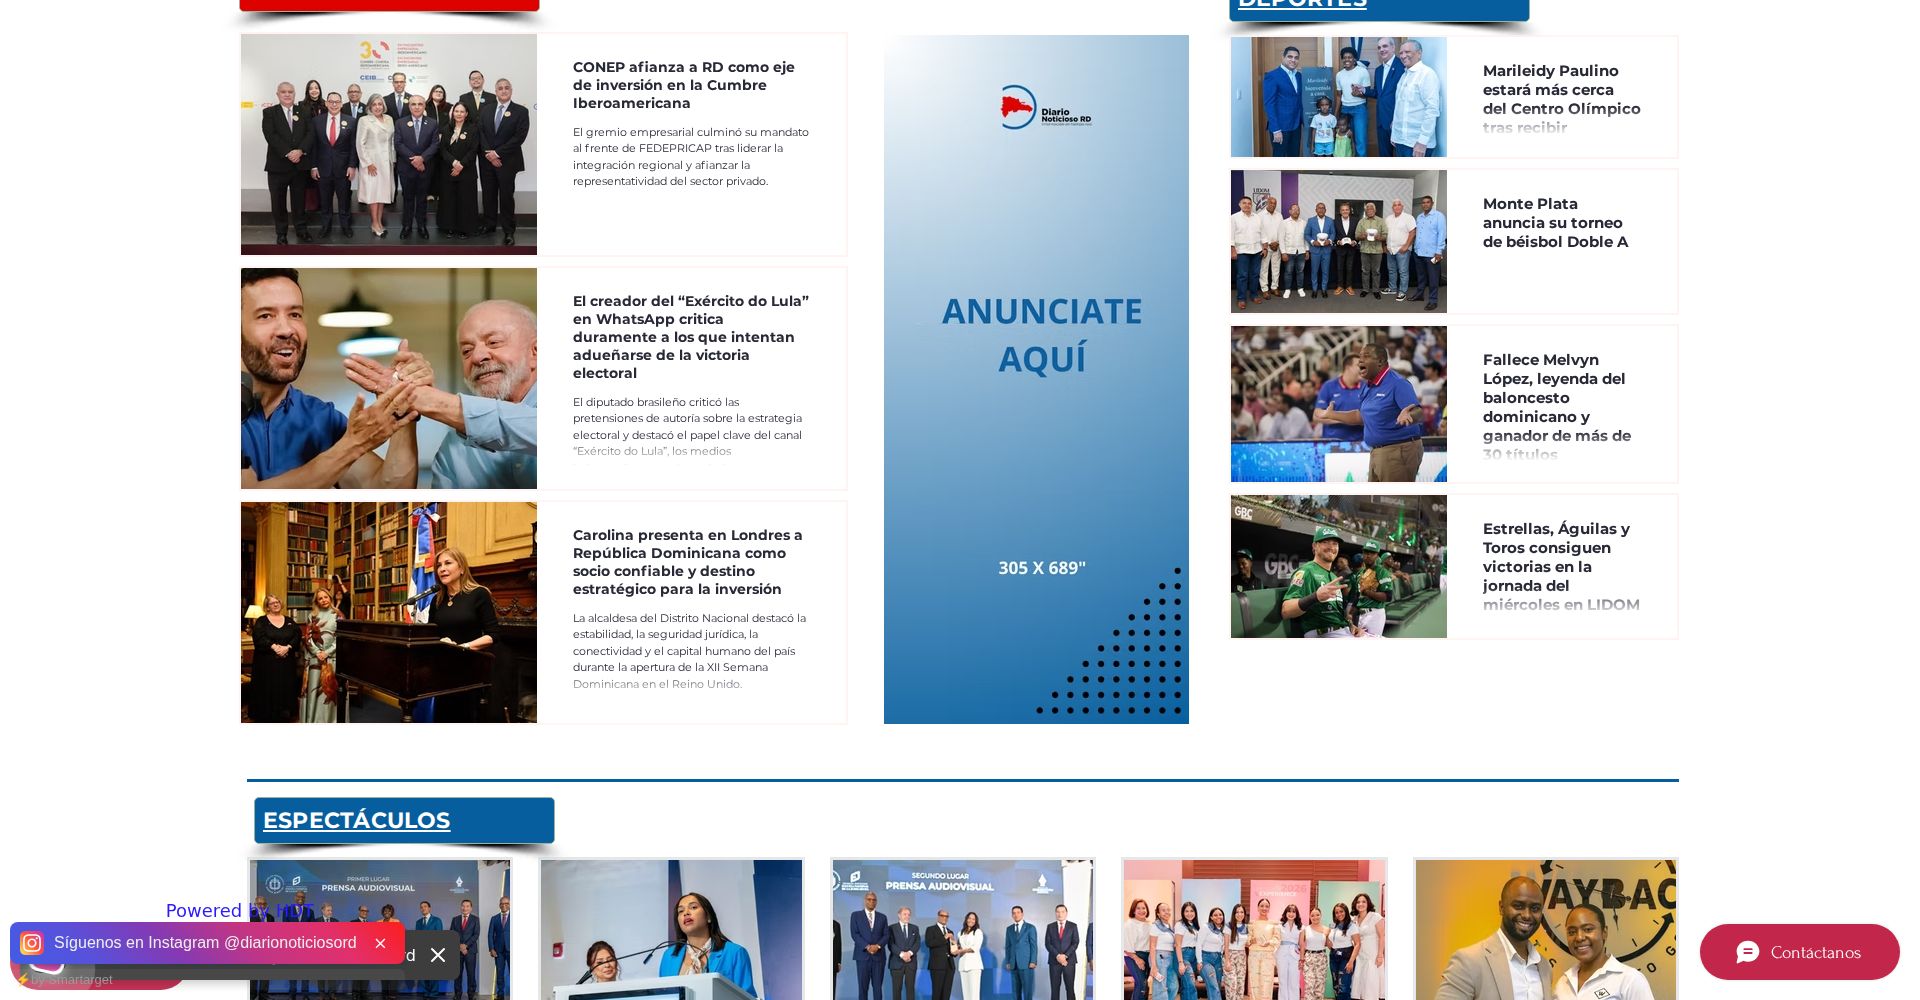 CONEP afianza a RD como eje
de inversión en la Cumbre
Iberoamericana
El gremio empresarial culminó su mandato
al frente de FEDEPRICAP tras liderar la
integración regional y afianzar la
representatividad del sector privado.
El creador del “Exército do Lula”
en WhatsApp critica
duramente a los que intentan
adueñarse de la victoria
electoral
El diputado brasileño criticó las
pretensiones de autoría sobre la estrategia
electoral y destacó el papel clave del canal
“Exército do Lula”, los medios
Carolina presenta en Londres a
República Dominicana como
socio confiable y destino
estratégico para la inversión
La alcaldesa del Distrito Nacional destacó la
estabilidad, la seguridad jurídica, la
conectividad y el capital humano del país
durante la apertura de la XII Semana
Dominicana en el Reino Unido.
CEIB
Diario
Noticioso RD
ANUNCIATE
AQUÍ
305 X 689"
DEPORTES
Marileidy Paulino
estará más cerca
del Centro Olímpico
tras recibir
Monte Plata
anuncia su torneo
de béisbol Doble A
LIDOM
Fallece Melvyn
López, leyenda del
baloncesto
dominicano y
ganador de más de
30 títulos
Estrellas, Águilas y
Toros consiguen
victorias en la
jornada del
miércoles en LIDOM
GBC
GBC
ESPECTÁCULOS
PRIMER LUGAR
PRENSA AUDIOVISUAL
SEGUNDO LUGAR
PRENSA AUDIOVISUAL
2026
WAYBAC
Powered by HDT
Síguenos en Instagram @diarionoticiosord
rd
⚡by Smartarget
Contáctanos